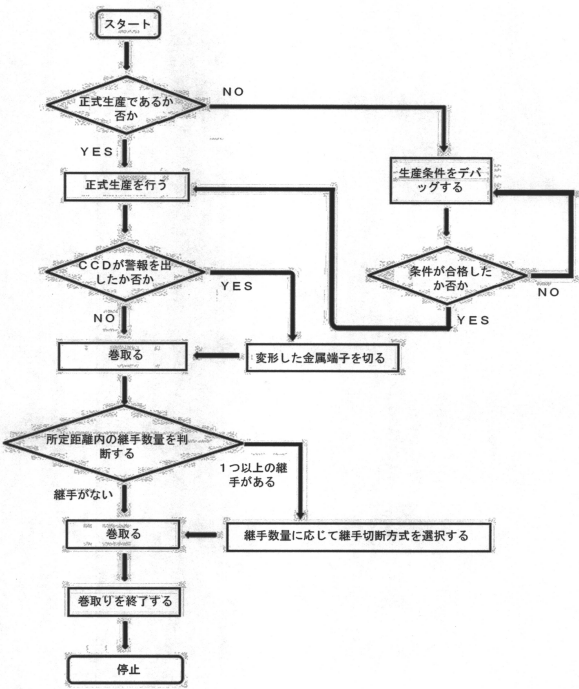 スタート
正式生産であるか
否か
NO
YES
生産条件をデバ
ッグする
正式生産を行う
CCDが警報を出
したか否か
YES
条件が合格した
か否か
NO
YES
NO
巻取る
変形した金属端子を切る
所定距離内の継手数量を判
断する
1つ以上の継
手がある
継手がない
巻取る
継手数量に応じて継手切断方式を選択する
巻取りを終了する
停止